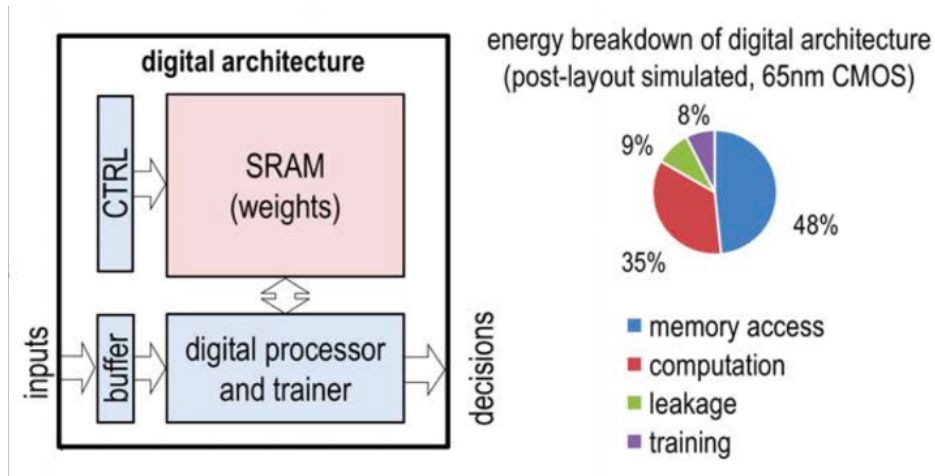 digital architecture
CTRL
SRAM
(weights)
inputs
buffer
digital processor
and trainer
decisions
energy breakdown of digital architecture
(post-layout simulated, 65nm CMOS)
8%
9%
48%
35%
memory access
computation
leakage
training